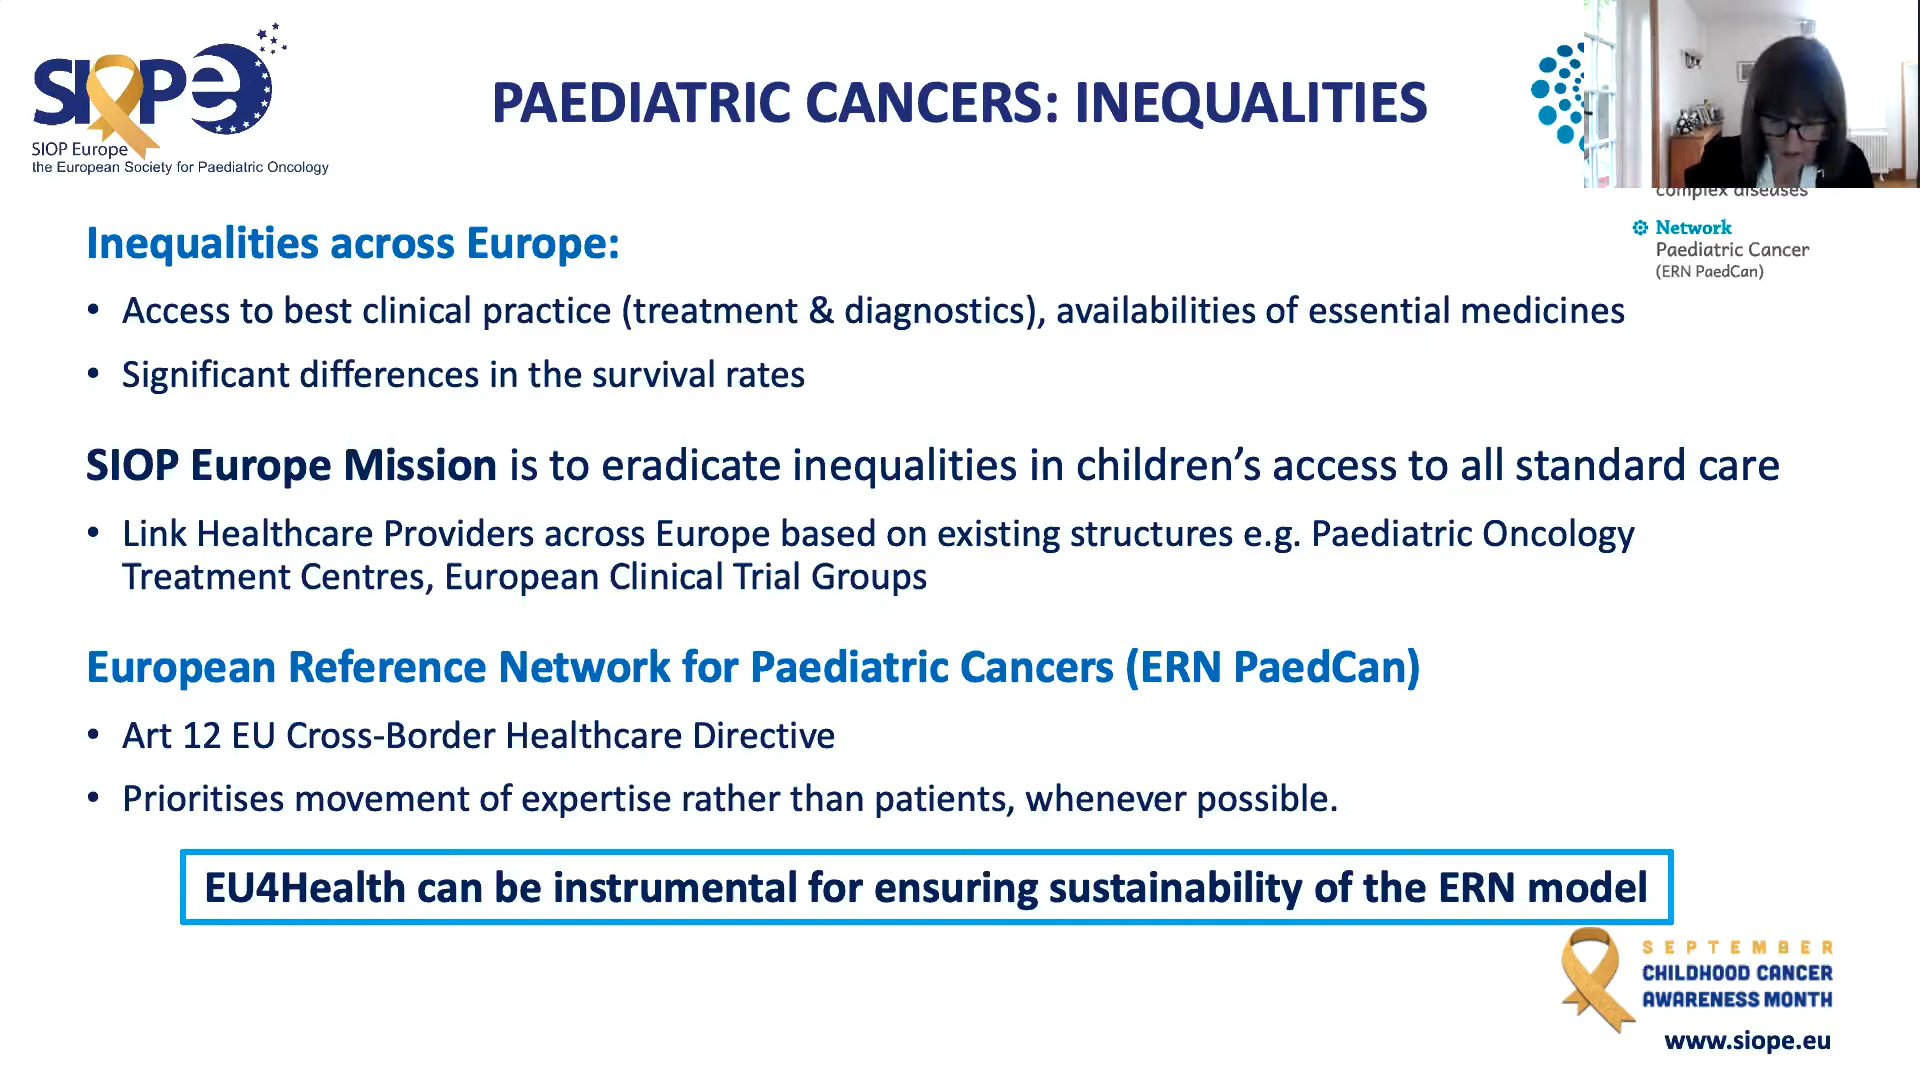 SIOPe
SIOP Europe
the European Society for Paediatric Oncology
PAEDIATRIC CANCERS: INEQUALITIES
complex diseases
Network
Paediatric Cancer
(ERN PaedCan)
Inequalities across Europe:
• Access to best clinical practice (treatment & diagnostics), availabilities of essential medicines
• Significant differences in the survival rates
SIOP Europe Mission is to eradicate inequalities in children’s access to all standard care
• Link Healthcare Providers across Europe based on existing structures e.g. Paediatric Oncology
Treatment Centres, European Clinical Trial Groups
European Reference Network for Paediatric Cancers (ERN PaedCan)
• Art 12 EU Cross-Border Healthcare Directive
• Prioritises movement of expertise rather than patients, whenever possible.
EU4Health can be instrumental for ensuring sustainability of the ERN model
SEPTEMBER
CHILDHOOD CANCER
AWARENESS MONTH
www.siope.eu